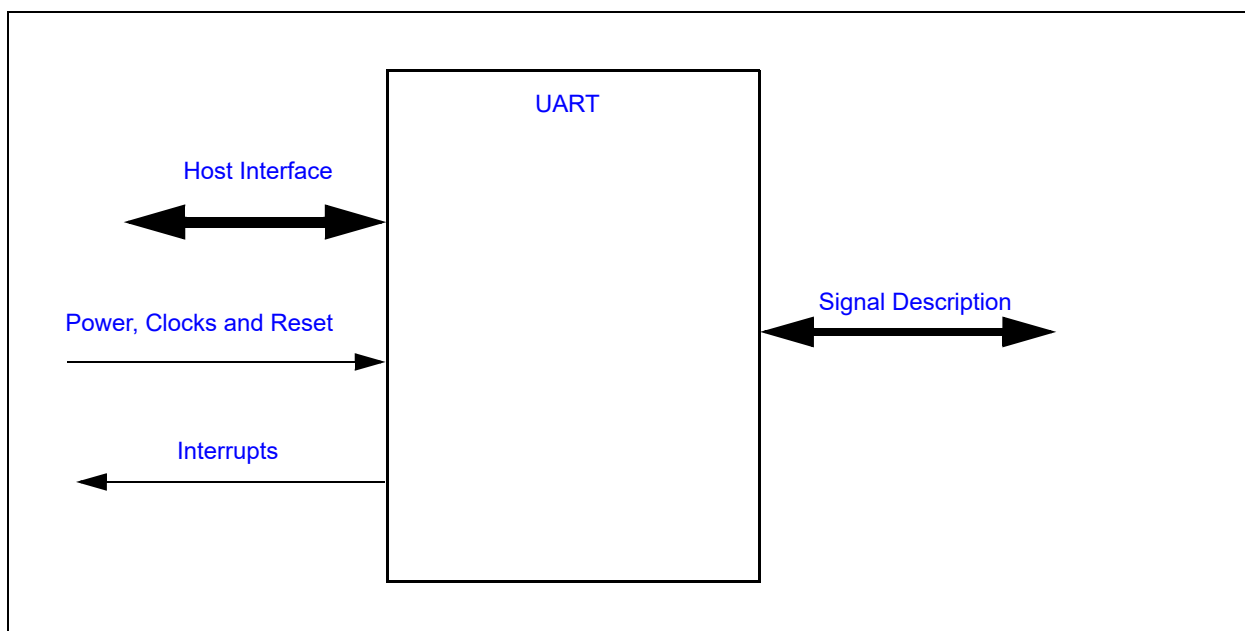 UART
Host Interface
Signal Description
Power, Clocks and Reset
Interrupts